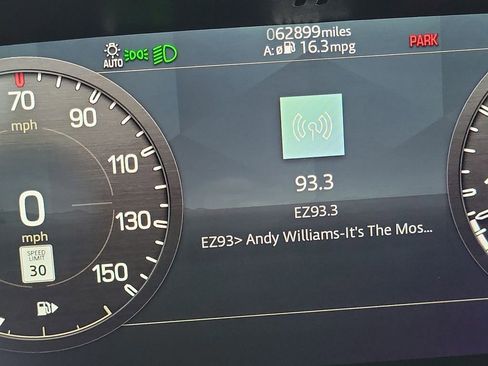 062899miles
A: ø 16.3mpg
PARK
AUTO
70
mph
90
110
130
150
0
mph
SPEED
LIMIT
30
93.3
EZ93.3
EZ93> Andy Williams-It's The Mos...